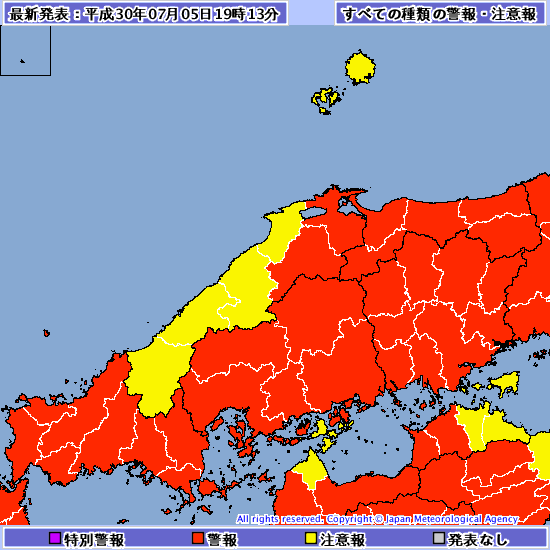 最新発表：平成30年07月05日19時13分
すべての種類の警報・注意報
All rights reserved. Copyright © Japan Meteorological Agency
特別警報
警報
注意報
発表なし